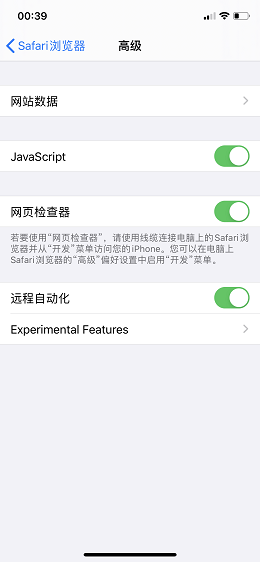 00:39
Safari浏览器
高级
网站数据
JavaScript
网页检查器
若要使用“网页检查器”，请使用线缆连接电脑上的Safari浏
览器并从“开发”菜单访问您的iPhone。您可以在电脑上
Safari浏览器的“高级”偏好设置中启用“开发”菜单。
远程自动化
Experimental Features